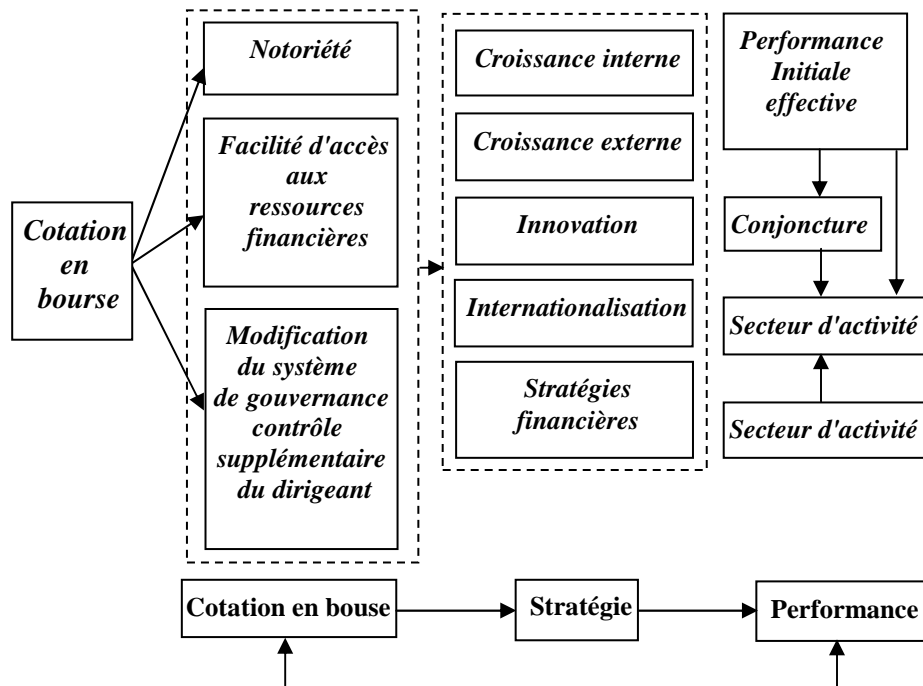 Cotation
en
bourse
Notoriété
Facilité d'accès
aux
ressources
financières
Modification
du système
de gouvernance
contrôle
supplémentaire
du dirigeant
Croissance interne
Croissance externe
Innovation
Internationalisation
Stratégies
financières
Performance
Initiale
effective
Conjoncture
Secteur d'activité
Secteur d'activité
Cotation en bouse
Stratégie
Performance